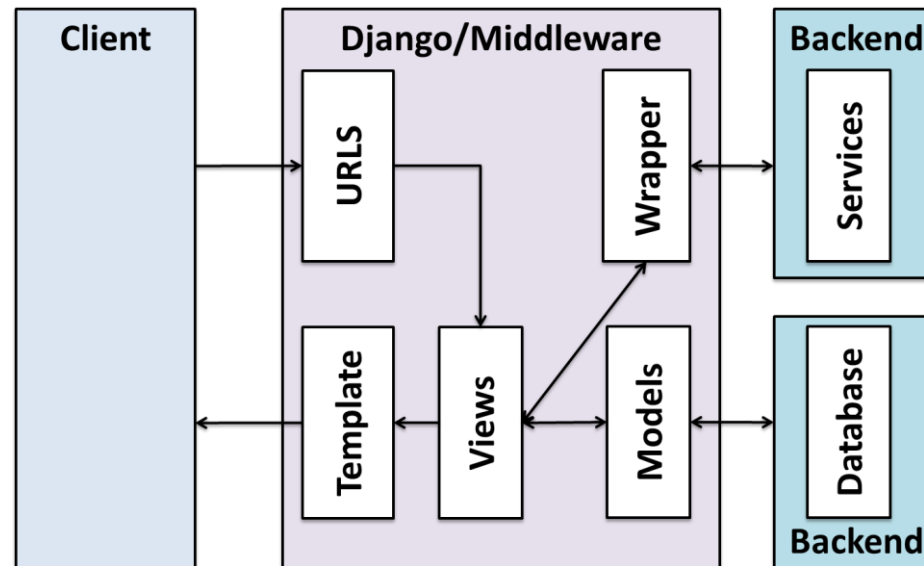 Client
Django/Middleware
Backend
URLS
Wrapper
Services
Template
Views
Models
Database
Backend